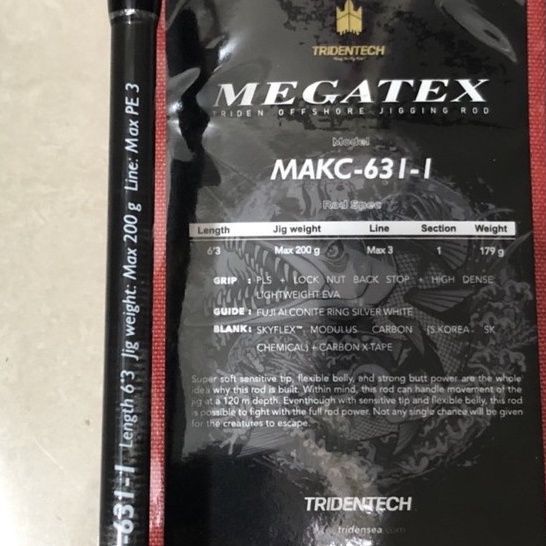 TRIDENTECH
MEGATEX
TRIDEN OFFSHORE JIGGING ROD
Model
MAKC-631-1
Rod Spec
Length Jig weight Line Section Weight
6'3 Max 200 g Max 3 1 179 g
GRIP : PLS + LOCK NUT BACK STOP + HIGH DENSE
LIGHTWEIGHT EVA
GUIDE : FUJI ALCONITE RING SILVER WHITE
BLANK : SKYFLEX™ MODULUS CARBON (S.KOREA SK
CHEMICAL) + CARBON X-TAPE
Super soft sensitive tip, flexible belly, and strong butt power are the whole
idea why this rod is built. Within mind, this rod can handle movement of the
jig at a 120 m depth. Eventhough with sensitive tip and flexible belly, this rod
is possible to fight with the full rod power. Not any single chance will be given
for the creatures to escape.
TRIDENTECH
tridensea.com
-631-1 Length 6'3 Jig weight: Max 200 g Line: Max PE 3